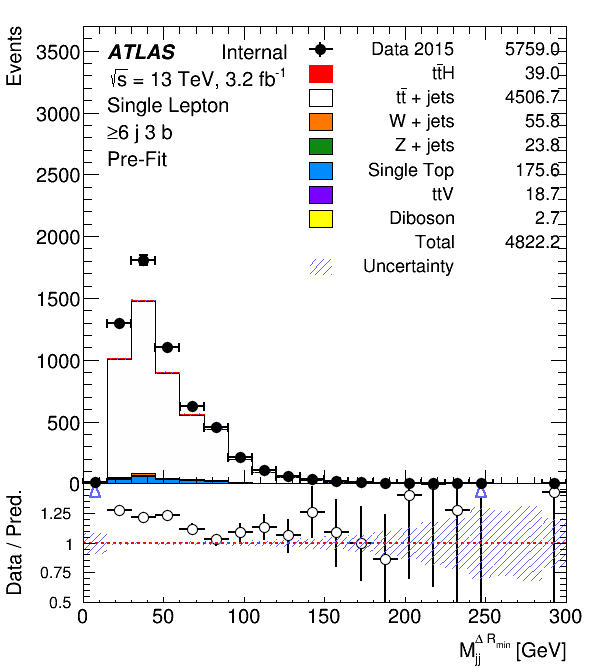 Events
3500
3000
2500
2000
1500
1000
500
0
ATLAS Internal
√s = 13 TeV, 3.2 fb⁻¹
Single Lepton
≥6 j 3 b
Pre-Fit
Data 2015 5759.0
tt̄H 39.0
tt̄ + jets 4506.7
W + jets 55.8
Z + jets 23.8
Single Top 175.6
ttV 18.7
Diboson 2.7
Total 4822.2
Uncertainty
Data / Pred.
1.25
1
0.75
0.5
0 50 100 150 200 250 300
M_jj^Δ R_min [GeV]